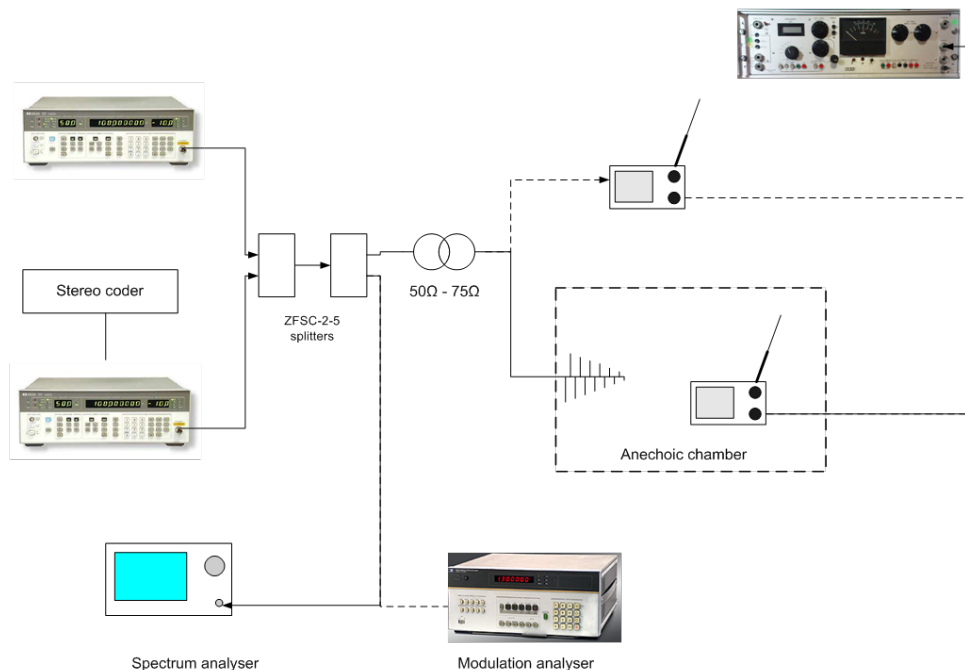 Stereo coder
50Ω - 75Ω
ZFSC-2-5
splitters
Anechoic chamber
Spectrum analyser
Modulation analyser